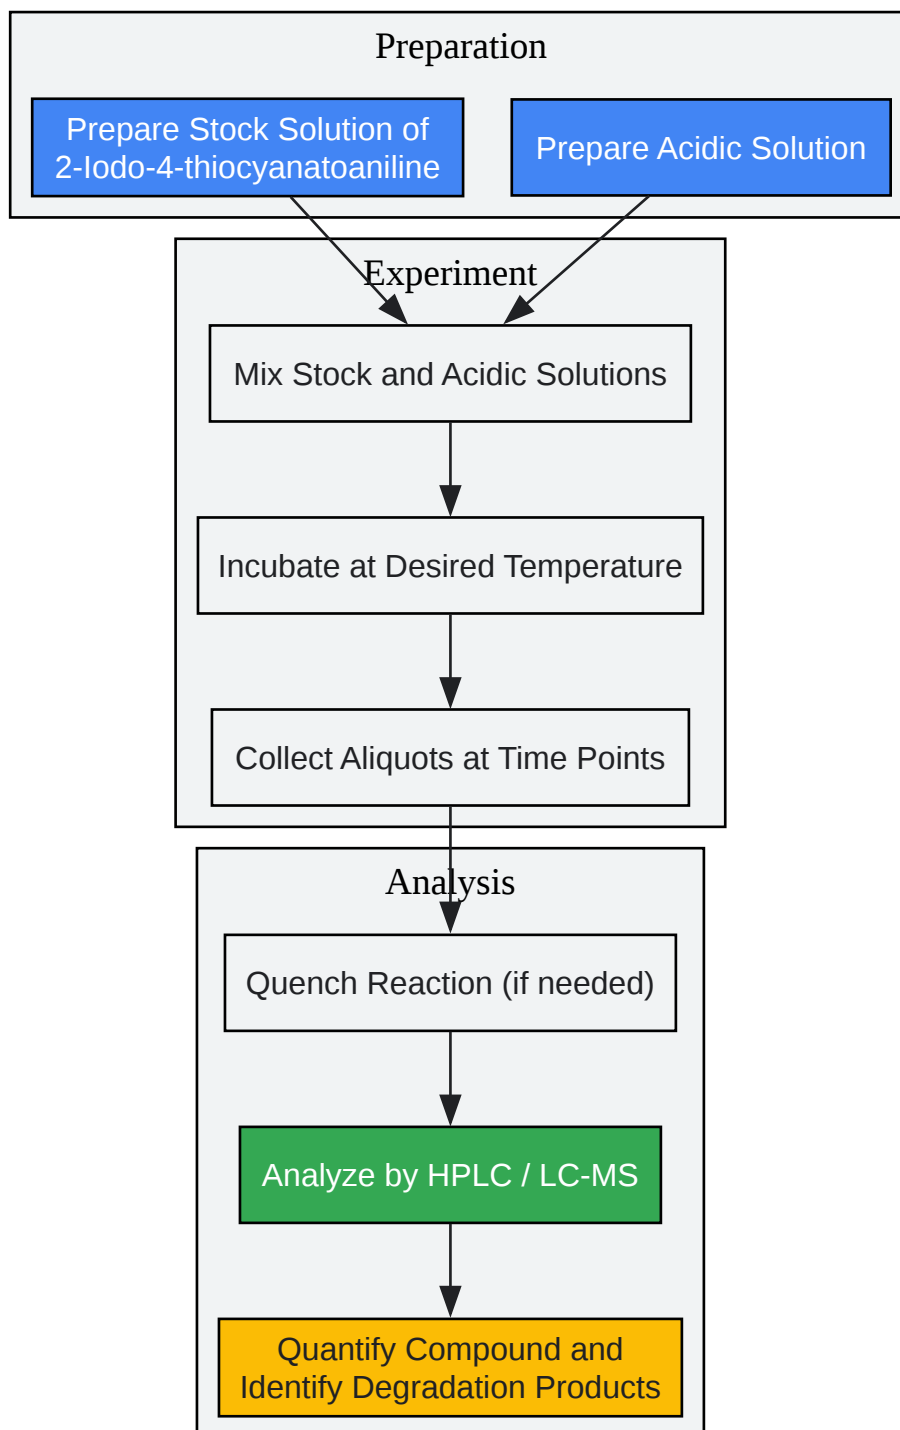 Preparation
Prepare Stock Solution of
2-Iodo-4-thiocyanatoaniline
Prepare Acidic Solution
Experiment
Mix Stock and Acidic Solutions
Incubate at Desired Temperature
Collect Aliquots at Time Points
Analysis
Quench Reaction (if needed)
Analyze by HPLC / LC-MS
Quantify Compound and
Identify Degradation Products